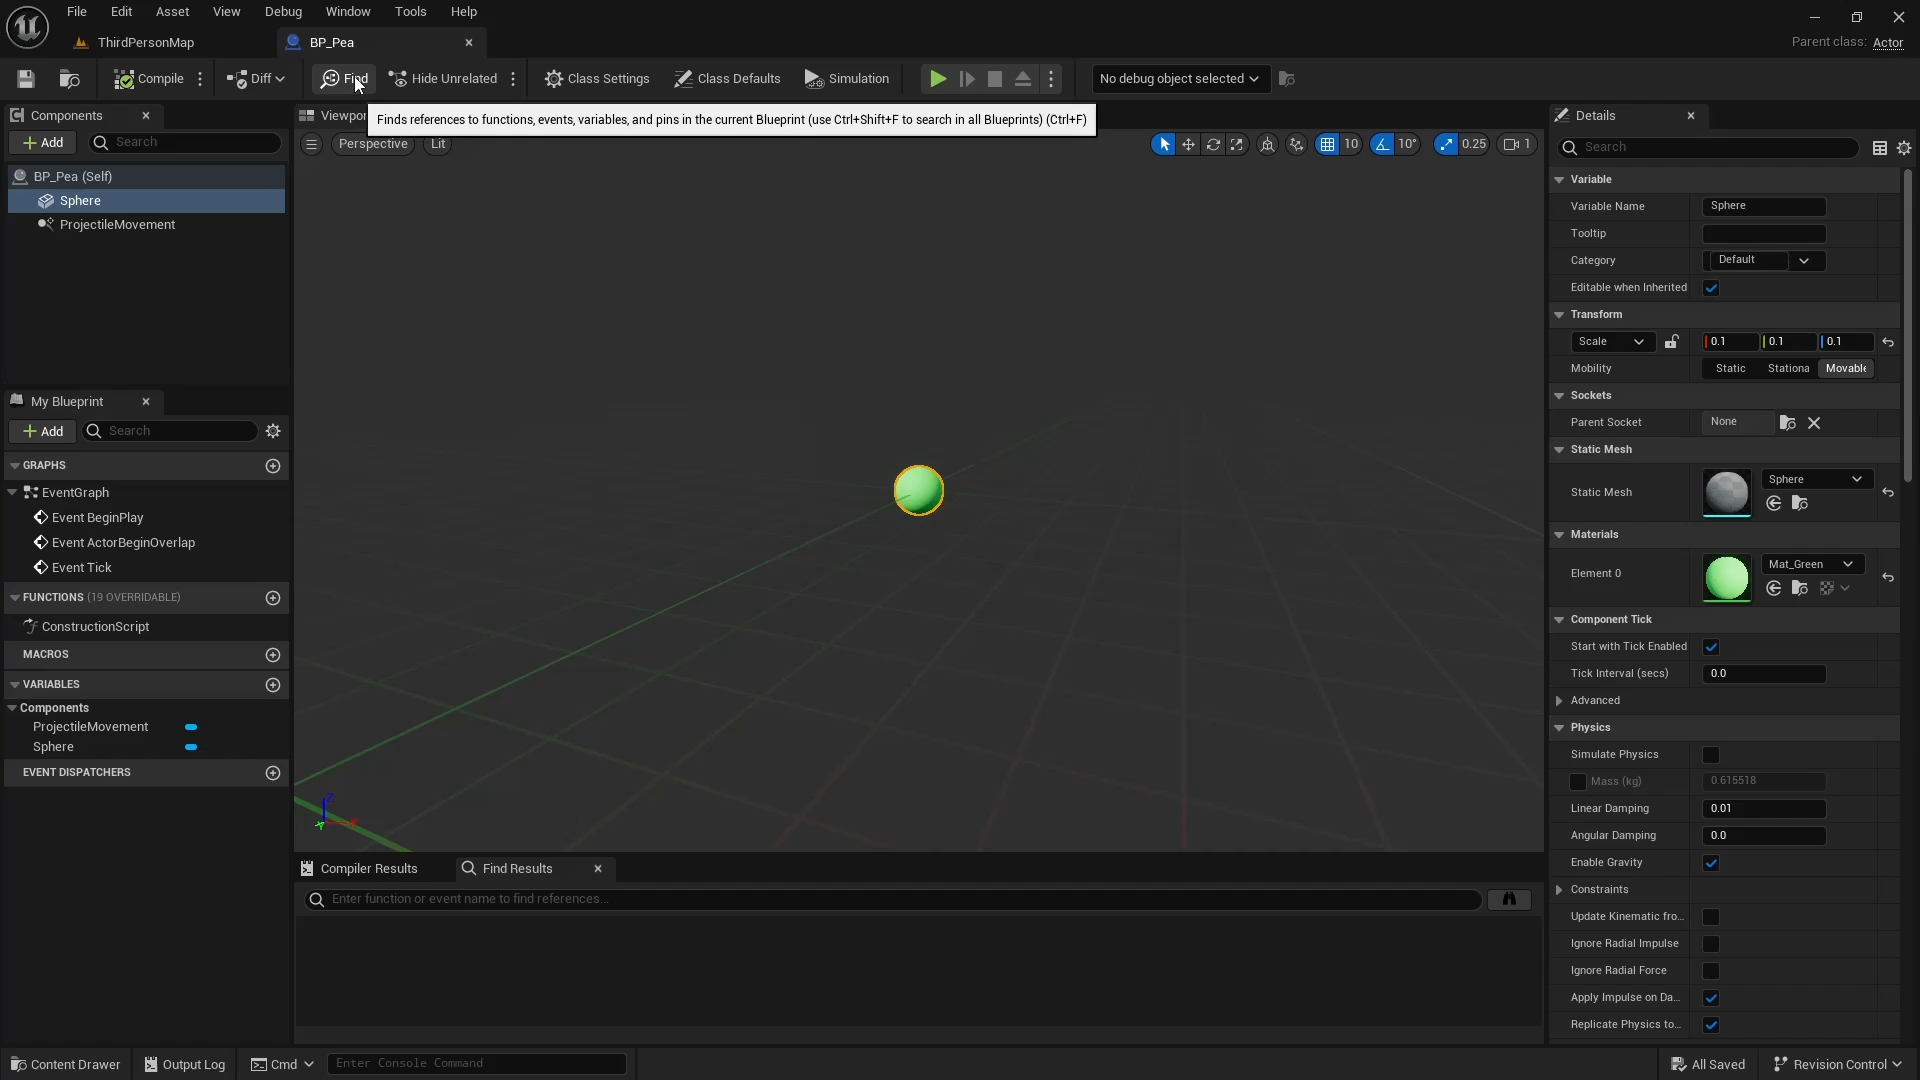 File Edit Asset View Debug Window Tools Help
ThirdPersonMap
BP_Pea
Parent class: Actor
Compile
Diff
Find
Hide Unrelated
Class Settings
Class Defaults
Simulation
No debug object selected
Components
Add
Search
BP_Pea (Self)
Sphere
ProjectileMovement
Finds references to functions, events, variables, and pins in the current Blueprint (use Ctrl+Shift+F to search in all Blueprints) (Ctrl+F)
Viewpor
Perspective
Lit
10
10°
0.25
1
Z
X
Y
My Blueprint
Add
Search
GRAPHS
EventGraph
Event BeginPlay
Event ActorBeginOverlap
Event Tick
FUNCTIONS (19 OVERRIDABLE)
ConstructionScript
MACROS
VARIABLES
Components
ProjectileMovement
Sphere
EVENT DISPATCHERS
Compiler Results
Find Results
Enter function or event name to find references...
Details
Search
Variable
Variable Name Sphere
Tooltip
Category Default
Editable when Inherited
Transform
Scale 0.1 0.1 0.1
Mobility Static Stationa Movable
Sockets
Parent Socket None
Static Mesh
Static Mesh Sphere
Materials
Element 0 Mat_Green
Component Tick
Start with Tick Enabled
Tick Interval (secs) 0.0
Advanced
Physics
Simulate Physics
Mass (kg) 0.615518
Linear Damping 0.01
Angular Damping 0.0
Enable Gravity
Constraints
Update Kinematic fro...
Ignore Radial Impulse
Ignore Radial Force
Apply Impulse on Da...
Replicate Physics to...
Content Drawer
Output Log
Cmd
Enter Console Command
All Saved
Revision Control